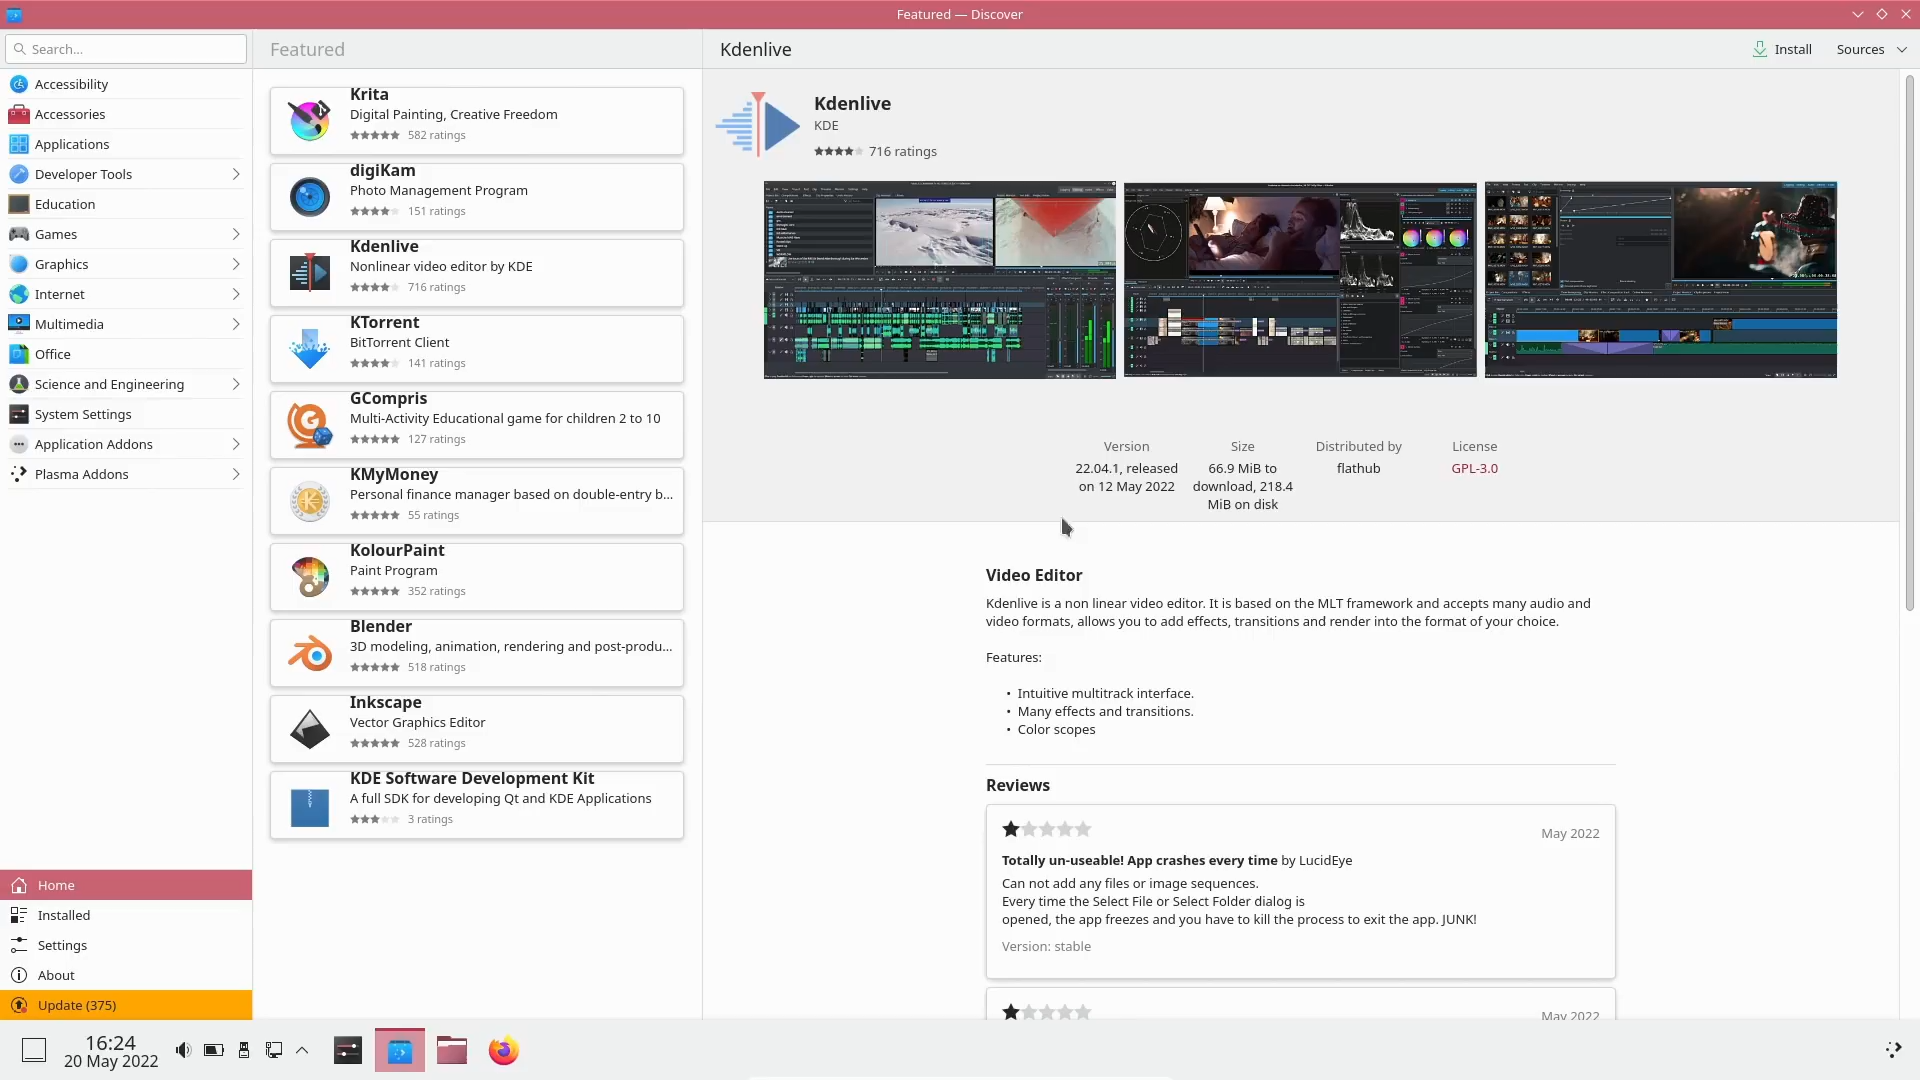 Featured — Discover
Search...
Featured
Kdenlive
Install
Sources
Accessibility
Accessories
Applications
Developer Tools
Education
Games
Graphics
Internet
Multimedia
Office
Science and Engineering
System Settings
Application Addons
Plasma Addons
Home
Installed
Settings
About
Update (375)
Krita
Digital Painting, Creative Freedom
582 ratings
digiKam
Photo Management Program
151 ratings
Kdenlive
Nonlinear video editor by KDE
716 ratings
KTorrent
BitTorrent Client
141 ratings
GCompris
Multi-Activity Educational game for children 2 to 10
127 ratings
KMyMoney
Personal finance manager based on double-entry b...
55 ratings
KolourPaint
Paint Program
352 ratings
Blender
3D modeling, animation, rendering and post-produ...
518 ratings
Inkscape
Vector Graphics Editor
528 ratings
KDE Software Development Kit
A full SDK for developing Qt and KDE Applications
3 ratings
Kdenlive
KDE
716 ratings
Version
22.04.1, released
on 12 May 2022
Size
66.9 MiB to
download, 218.4
MiB on disk
Distributed by
flathub
License
GPL-3.0
Video Editor
Kdenlive is a non linear video editor. It is based on the MLT framework and accepts many audio and
video formats, allows you to add effects, transitions and render into the format of your choice.
Features:
• Intuitive multitrack interface.
• Many effects and transitions.
• Color scopes
Reviews
May 2022
Totally un-useable! App crashes every time by LucidEye
Can not add any files or image sequences.
Every time the Select File or Select Folder dialog is
opened, the app freezes and you have to kill the process to exit the app. JUNK!
Version: stable
May 2022
16:24
20 May 2022